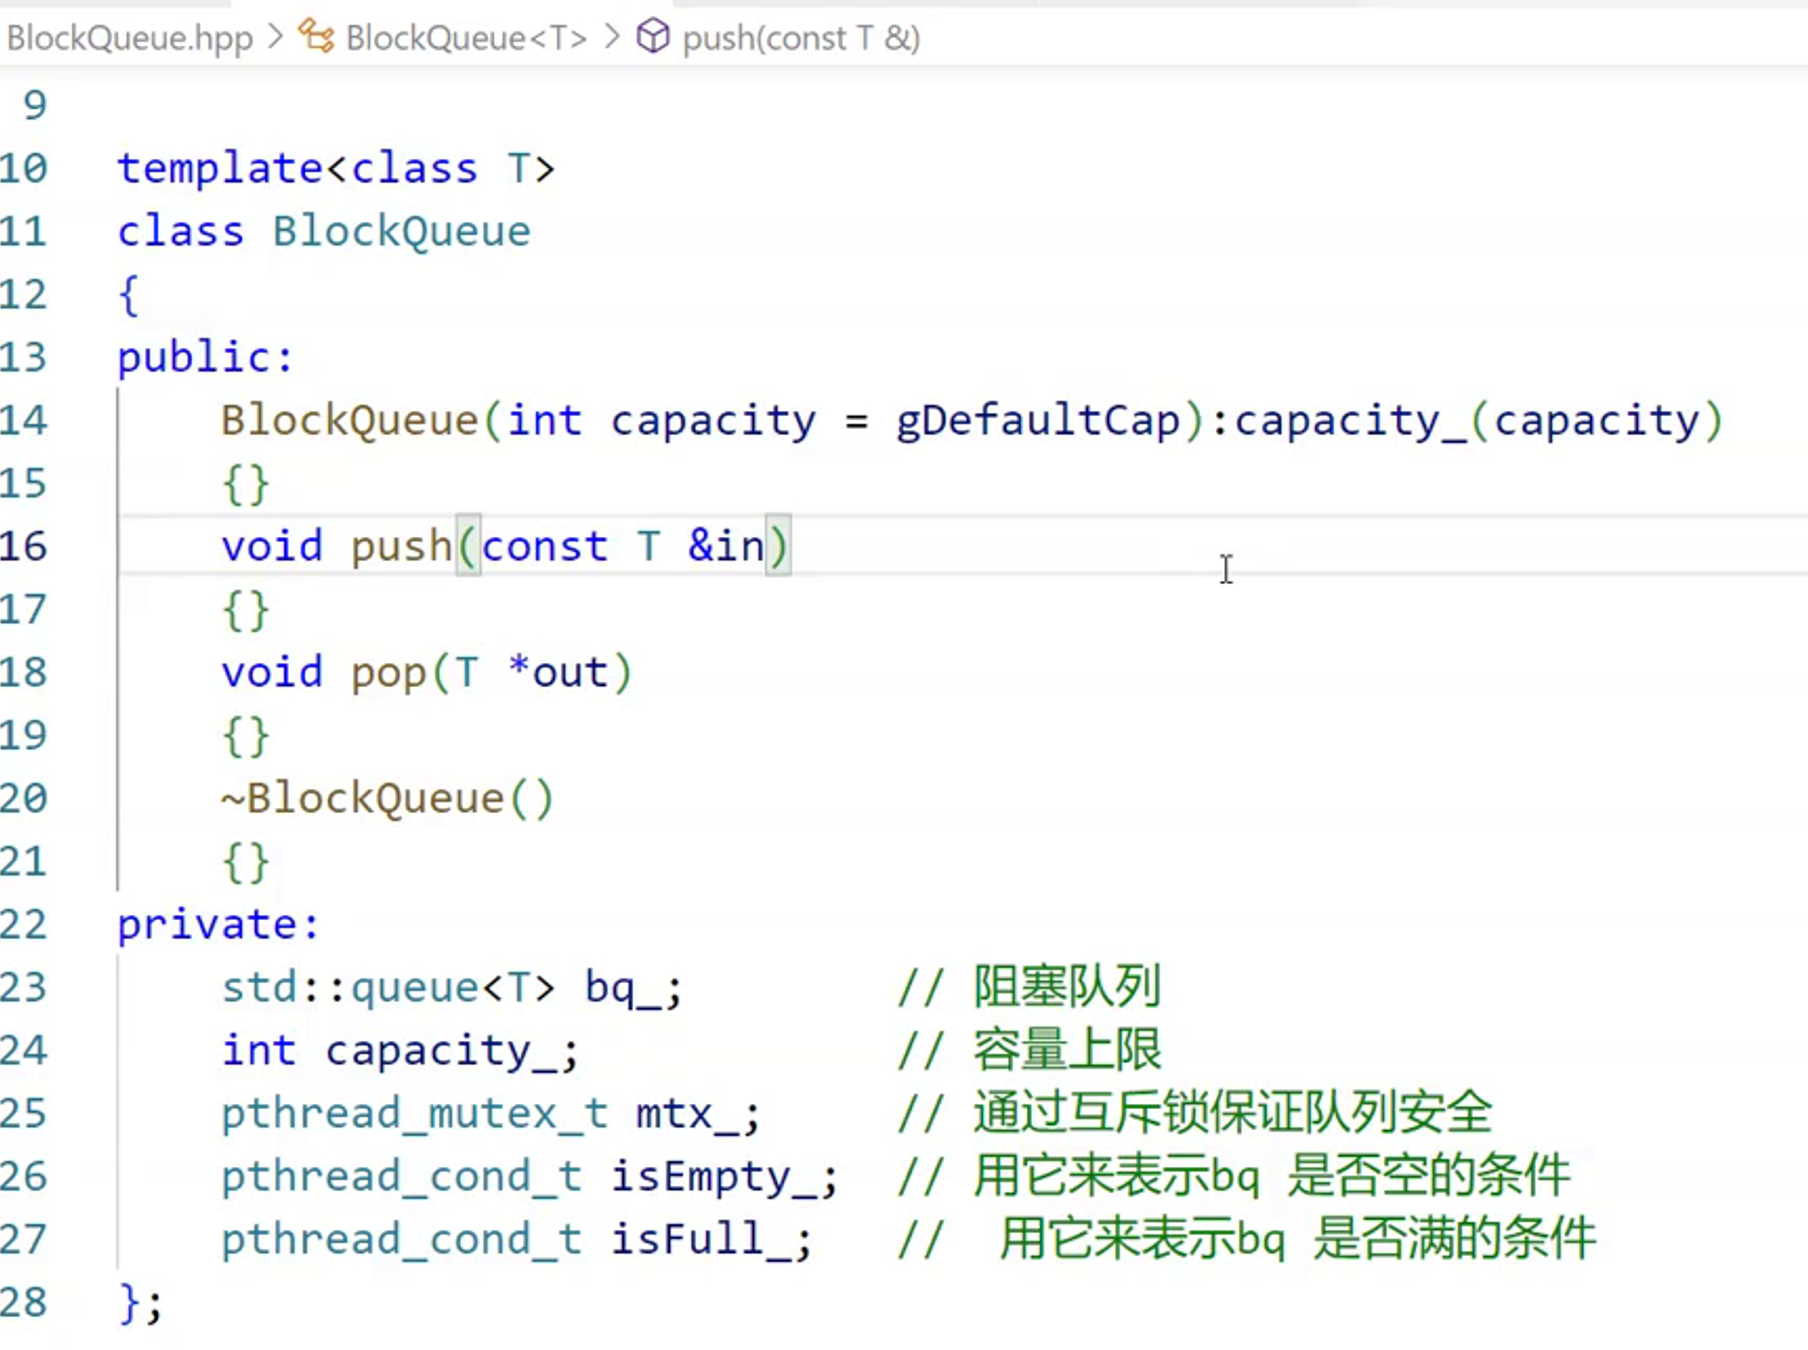 BlockQueue.hpp > BlockQueue<T> > push(const T &)
9
10 template<class T>
11 class BlockQueue
12 {
13 public:
14     BlockQueue(int capacity = gDefaultCap):capacity_(capacity)
15     {}
16     void push(const T &in)
17     {}
18     void pop(T *out)
19     {}
20     ~BlockQueue()
21     {}
22 private:
23     std::queue<T> bq_;        // 阻塞队列
24     int capacity_;            // 容量上限
25     pthread_mutex_t mtx_;     // 通过互斥锁保证队列安全
26     pthread_cond_t isEmpty_;  // 用它来表示bq 是否空的条件
27     pthread_cond_t isFull_;   //  用它来表示bq 是否满的条件
28 };